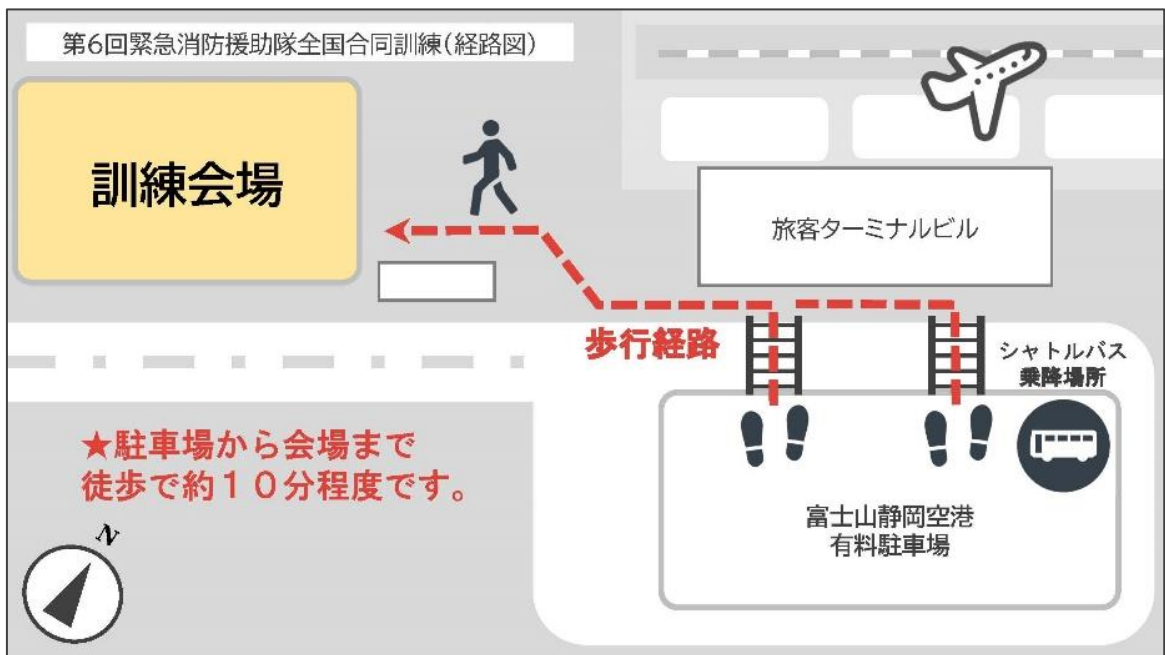 第6回緊急消防援助隊全国合同訓練(経路図)
訓練会場
旅客ターミナルビル
歩行経路
シャトルバス
乗降場所
★駐車場から会場まで
徒歩で約１０分程度です。
富士山静岡空港
有料駐車場
N